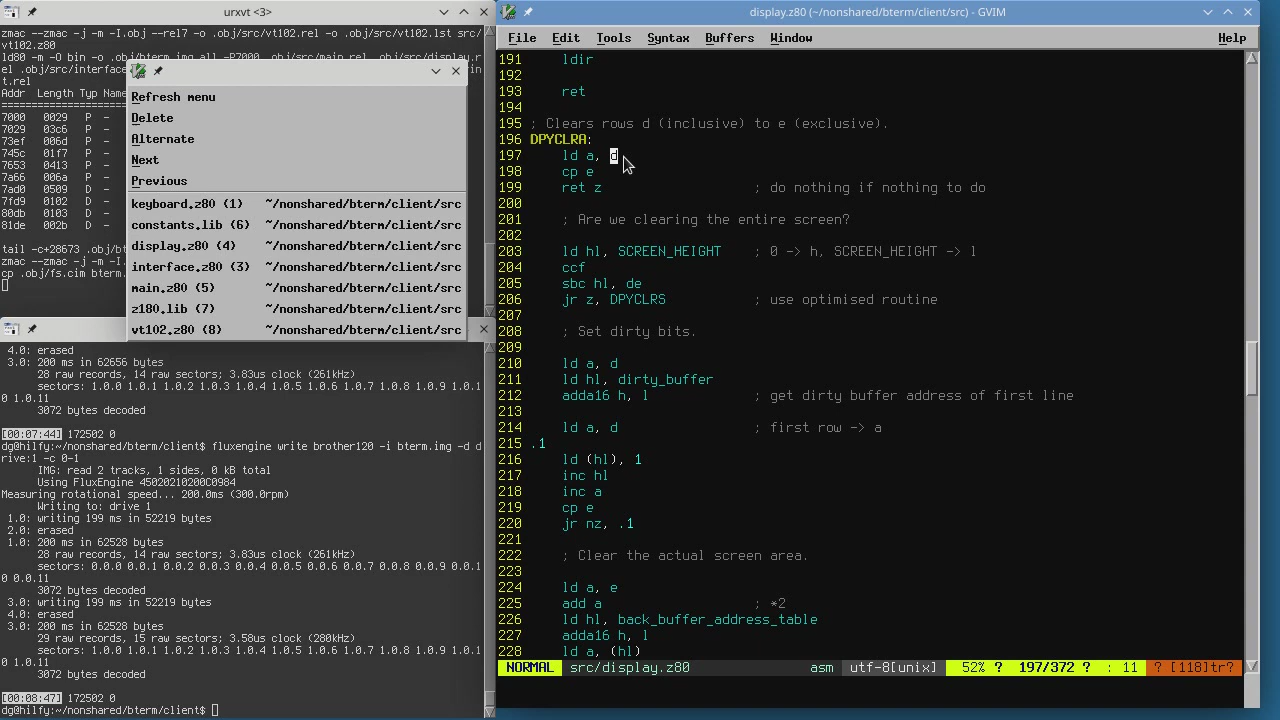 urxvt <3>
zmac --zmac -j -m -I.obj --rel7 -o .obj/src/vt102.rel -o .obj/src/vt102.lst src/
vt102.z80
ld80 -m -O bin -o .obj/bterm.img.all -P7000 .obj/src/main.rel .obj/src/display.r
el .obj/src/interface
nt.rel
Addr Length Typ Name
7000 0029 P -
7029 03c6 P -
73ef 006d P -
745c 01f7 P -
7653 0413 P -
7a66 006a P -
7ad0 0509 D -
7fd9 0102 D -
80db 0103 D -
81de 002b D -
tail -c+28673 .obj/bt
zmac --zmac -j -m -I.
cp .obj/fs.cim bterm.
Refresh menu
Delete
Alternate
Next
Previous
keyboard.z80 (1) ~/nonshared/bterm/client/src
constants.lib (6) ~/nonshared/bterm/client/src
display.z80 (4) ~/nonshared/bterm/client/src
interface.z80 (3) ~/nonshared/bterm/client/src
main.z80 (5) ~/nonshared/bterm/client/src
z180.lib (7) ~/nonshared/bterm/client/src
vt102.z80 (8) ~/nonshared/bterm/client/src
4.0: erased
3.0: 200 ms in 62656 bytes
28 raw records, 14 raw sectors; 3.83us clock (261kHz)
sectors: 1.0.0 1.0.1 1.0.2 1.0.3 1.0.4 1.0.5 1.0.6 1.0.7 1.0.8 1.0.9 1.0.1
0 1.0.11
3072 bytes decoded
[00:07:44] 172502 0
dg@hilfy:~/nonshared/bterm/client$ fluxengine write brother120 -i bterm.img -d d
rive:1 -c 0-1
IMG: read 2 tracks, 1 sides, 0 kB total
Using FluxEngine 45020210200C0984
Measuring rotational speed... 200.0ms (300.0rpm)
Writing to: drive 1
1.0: writing 199 ms in 52219 bytes
2.0: erased
1.0: 200 ms in 62528 bytes
28 raw records, 14 raw sectors; 3.83us clock (261kHz)
sectors: 0.0.0 0.0.1 0.0.2 0.0.3 0.0.4 0.0.5 0.0.6 0.0.7 0.0.8 0.0.9 0.0.1
0 0.0.11
3072 bytes decoded
3.0: writing 199 ms in 52219 bytes
4.0: erased
3.0: 200 ms in 62528 bytes
29 raw records, 15 raw sectors; 3.58us clock (280kHz)
sectors: 1.0.0 1.0.1 1.0.2 1.0.3 1.0.4 1.0.5 1.0.6 1.0.7 1.0.8 1.0.9 1.0.1
0 1.0.11
3072 bytes decoded
[00:08:47] 172502 0
dg@hilfy:~/nonshared/bterm/client$
display.z80 (~/nonshared/bterm/client/src) - GVIM
File Edit Tools Syntax Buffers Window Help
191 ldir
192
193 ret
194
195 ; Clears rows d (inclusive) to e (exclusive).
196 DPYCLRA:
197 ld a, d
198 cp e
199 ret z ; do nothing if nothing to do
200
201 ; Are we clearing the entire screen?
202
203 ld hl, SCREEN_HEIGHT ; 0 -> h, SCREEN_HEIGHT -> l
204 ccf
205 sbc hl, de
206 jr z, DPYCLRS ; use optimised routine
207
208 ; Set dirty bits.
209
210 ld a, d
211 ld hl, dirty_buffer
212 adda16 h, l ; get dirty buffer address of first line
213
214 ld a, d ; first row -> a
215 .1
216 ld (hl), 1
217 inc hl
218 inc a
219 cp e
220 jr nz, .1
221
222 ; Clear the actual screen area.
223
224 ld a, e
225 add a ; *2
226 ld hl, back_buffer_address_table
227 adda16 h, l
228 ld a, (hl)
NORMAL src/display.z80 asm utf-8[unix] 52% ? 197/372 ? : 11 ? [118]tr?